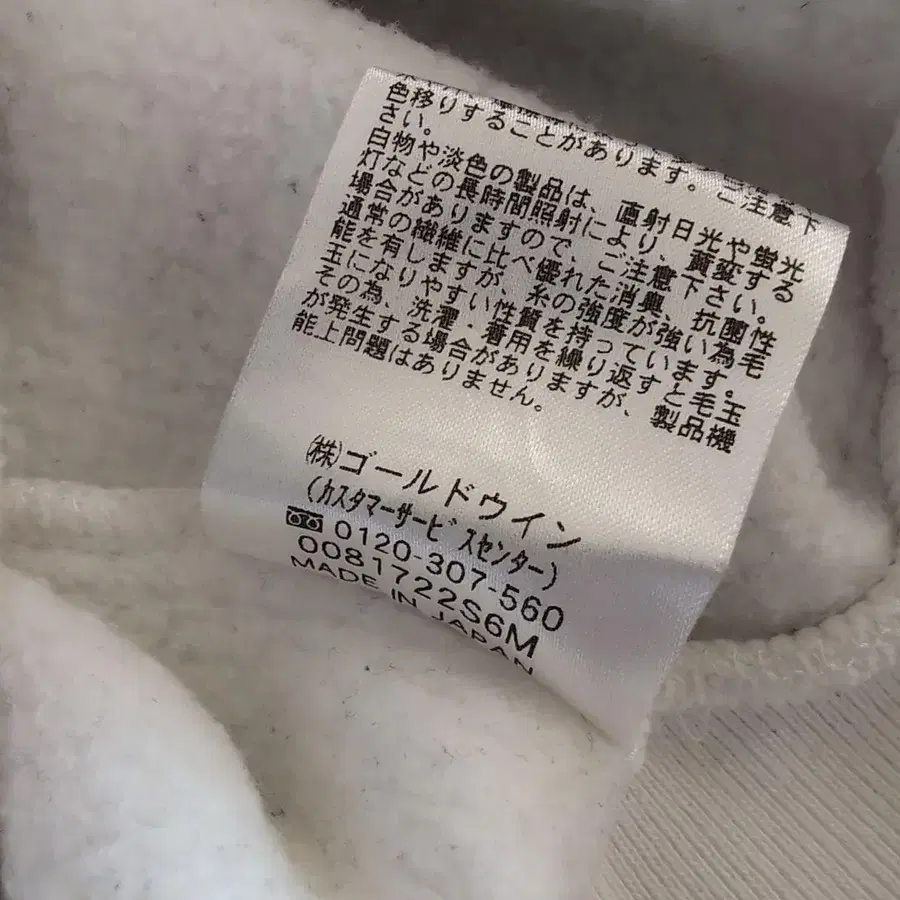 色移りすることがあります。ご注意下
さい。
白物や淡色の製品は、直射日光や蛍光
灯などの長時間照射により、黄変する
場合がありますので、ご注意下さい。
通常の繊維に比べ優れた消臭、抗菌性
能を有しますが、糸の強度が強い為毛
玉になりやすい性質を持っています。
その為、洗濯・着用を繰り返すと毛玉
が発生する場合がありますが、製品機
能上問題はありません。
㈱ゴールドウイン
(カスタマーサービスセンター)
0120-307-560
0081722S6M
MADE IN JAPAN